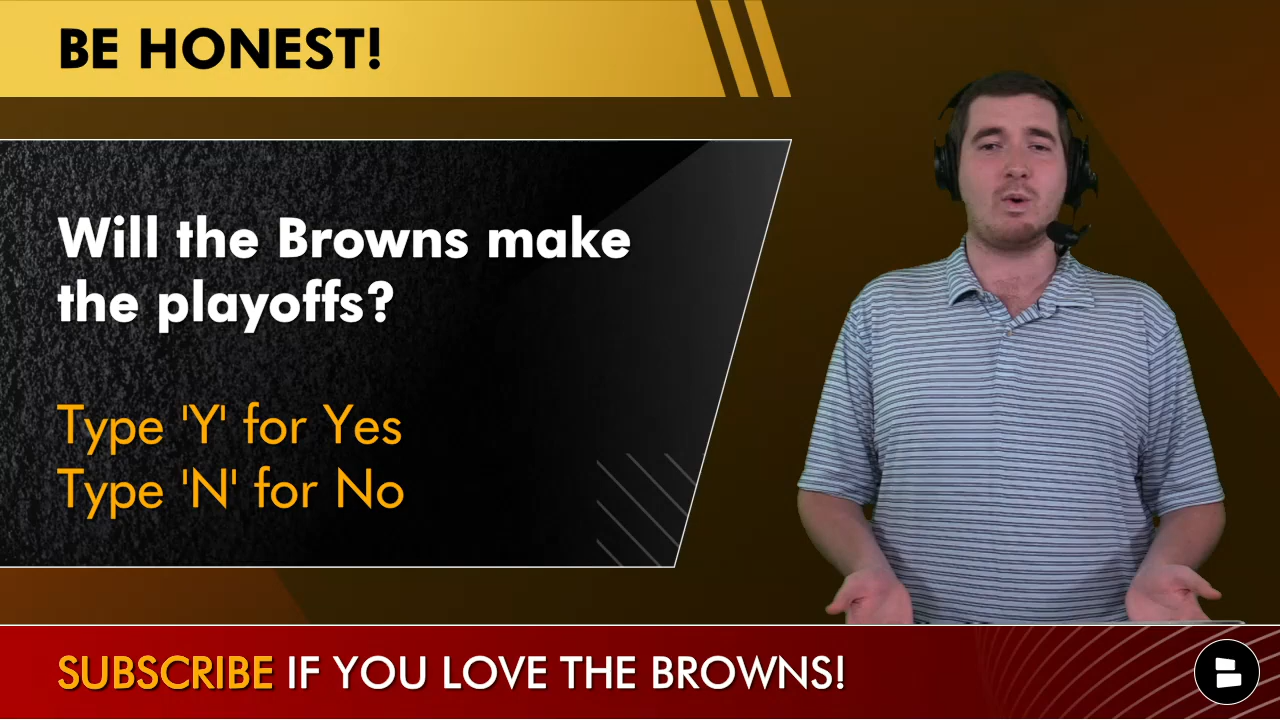 BE HONEST!
Will the Browns make
the playoffs?
Type 'Y' for Yes
Type 'N' for No
SUBSCRIBE IF YOU LOVE THE BROWNS!